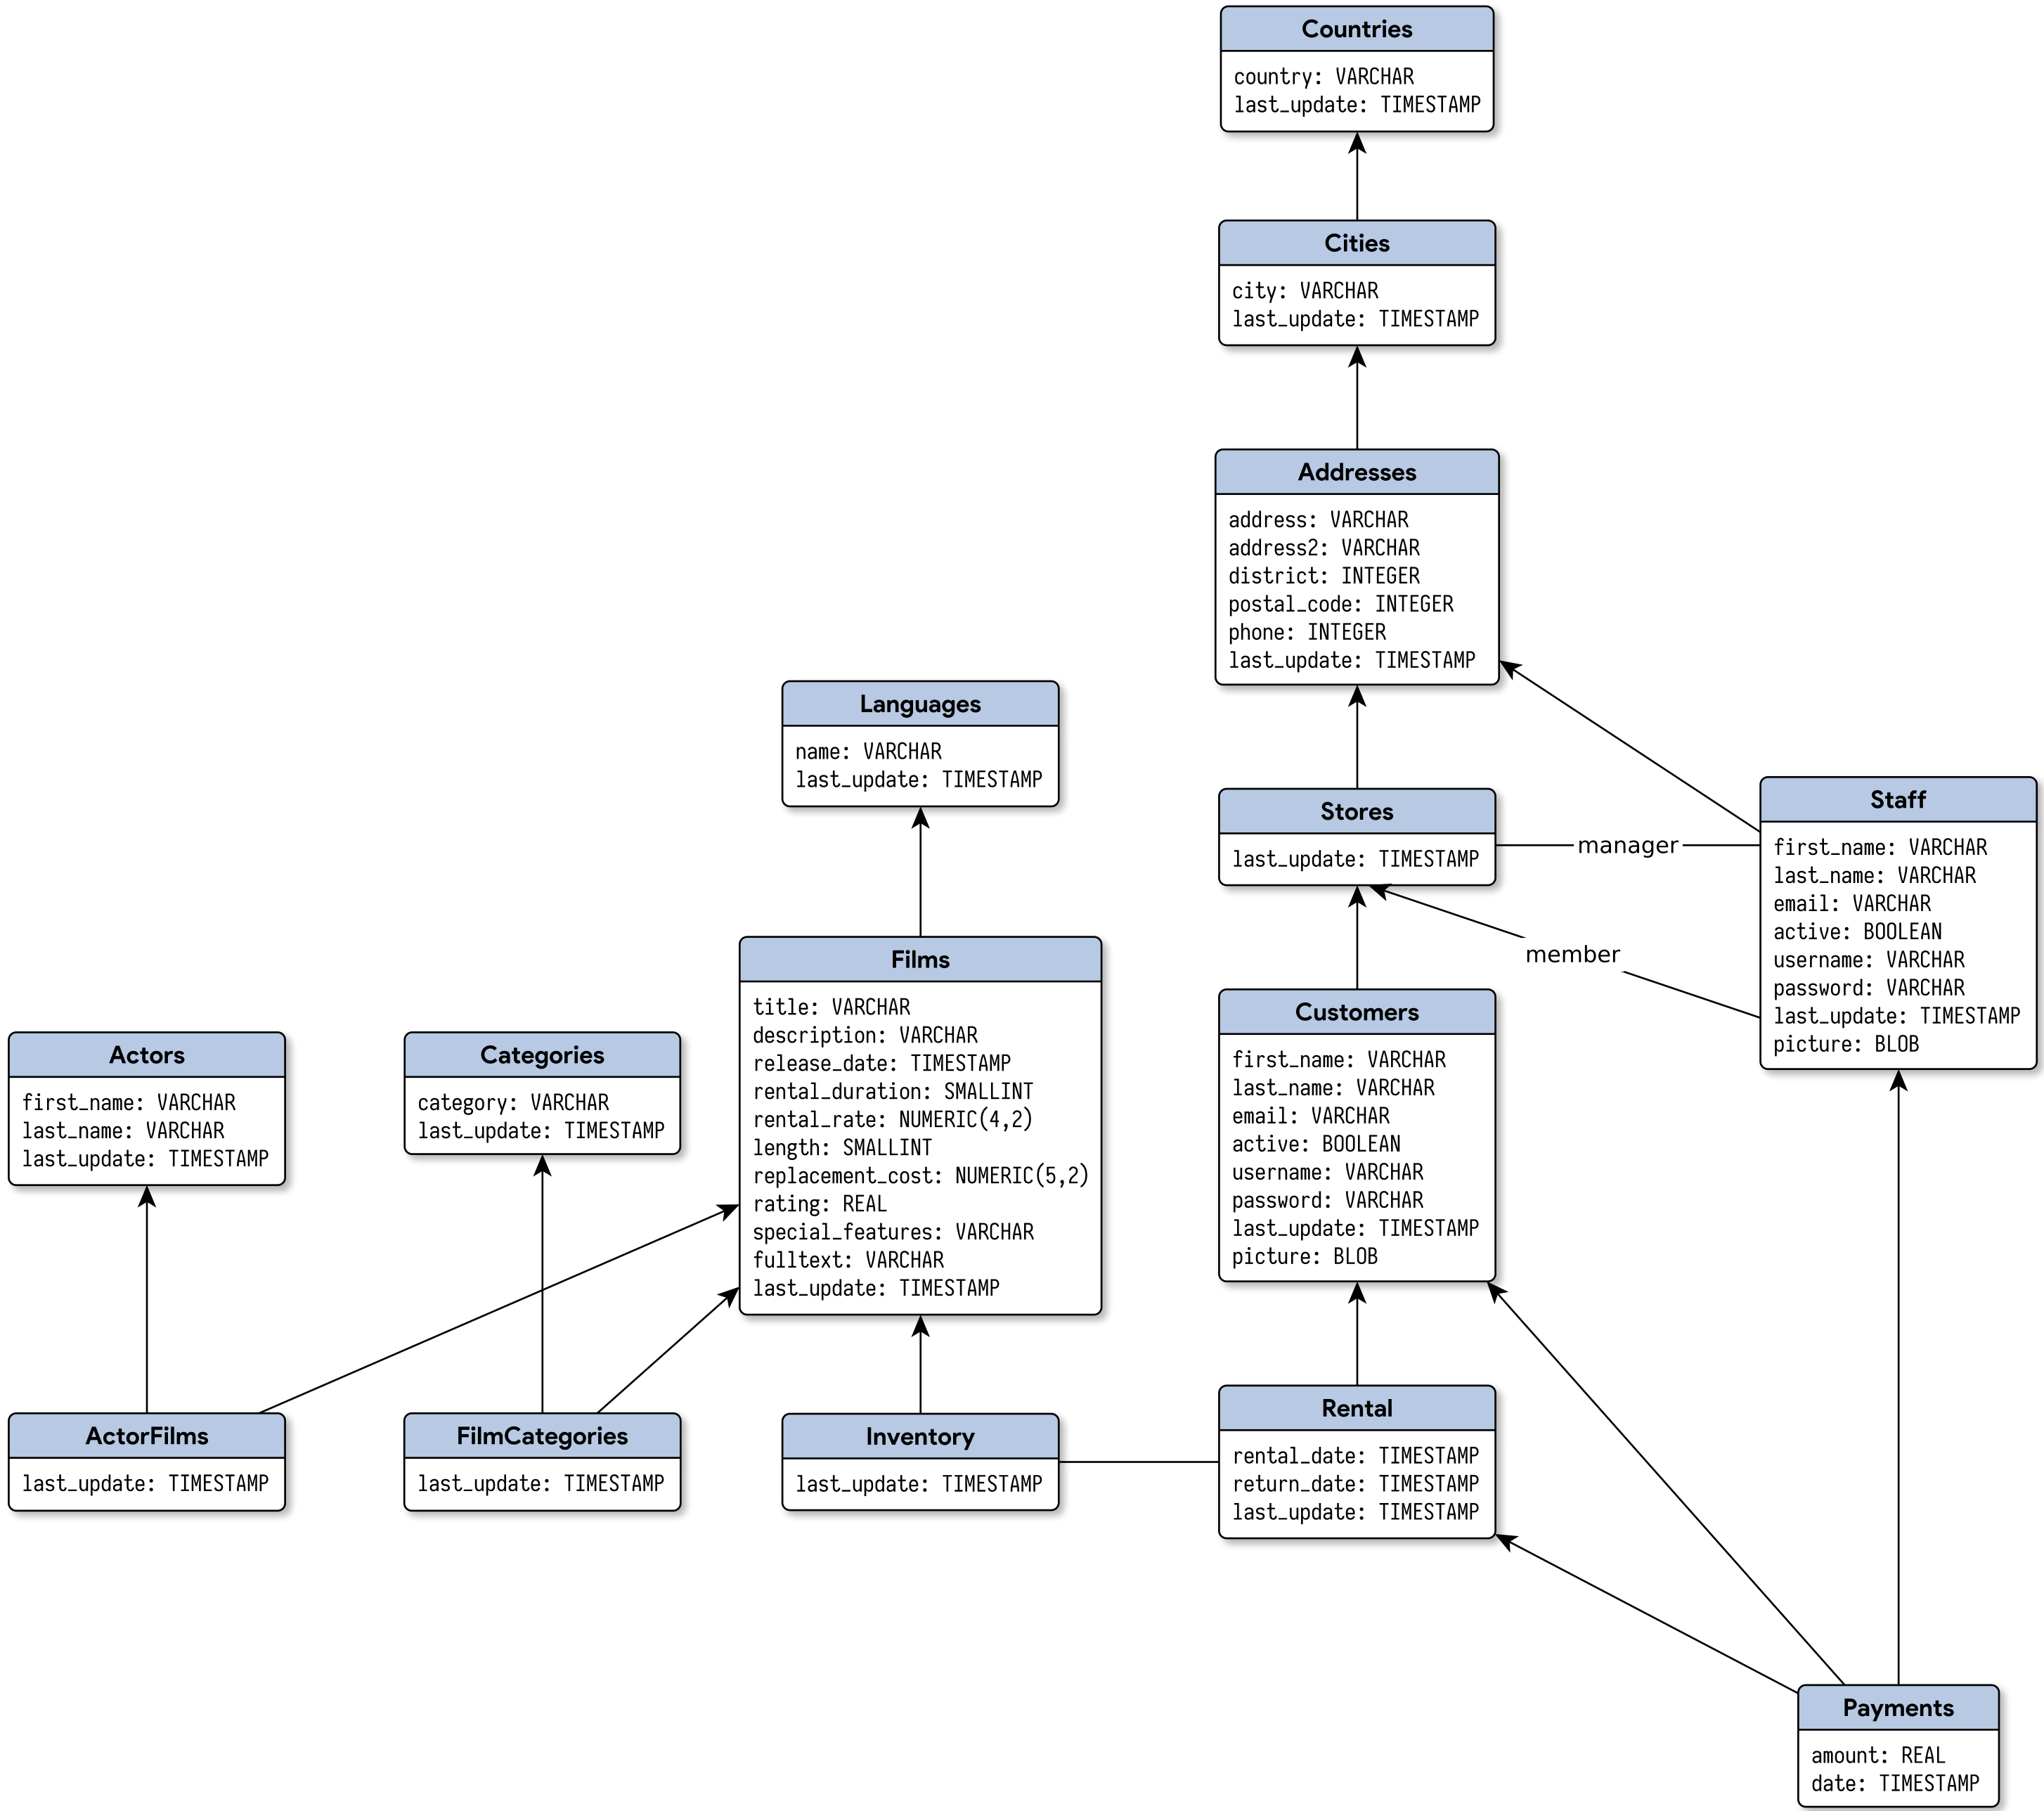 Countries
country: VARCHAR
last_update: TIMESTAMP
Cities
city: VARCHAR
last_update: TIMESTAMP
Addresses
address: VARCHAR
address2: VARCHAR
district: INTEGER
postal_code: INTEGER
phone: INTEGER
last_update: TIMESTAMP
Languages
name: VARCHAR
last_update: TIMESTAMP
Stores
last_update: TIMESTAMP
manager
member
Staff
first_name: VARCHAR
last_name: VARCHAR
email: VARCHAR
active: BOOLEAN
username: VARCHAR
password: VARCHAR
last_update: TIMESTAMP
picture: BLOB
Films
title: VARCHAR
description: VARCHAR
release_date: TIMESTAMP
rental_duration: SMALLINT
rental_rate: NUMERIC(4,2)
length: SMALLINT
replacement_cost: NUMERIC(5,2)
rating: REAL
special_features: VARCHAR
fulltext: VARCHAR
last_update: TIMESTAMP
Customers
first_name: VARCHAR
last_name: VARCHAR
email: VARCHAR
active: BOOLEAN
username: VARCHAR
password: VARCHAR
last_update: TIMESTAMP
picture: BLOB
Actors
first_name: VARCHAR
last_name: VARCHAR
last_update: TIMESTAMP
Categories
category: VARCHAR
last_update: TIMESTAMP
ActorFilms
last_update: TIMESTAMP
FilmCategories
last_update: TIMESTAMP
Inventory
last_update: TIMESTAMP
Rental
rental_date: TIMESTAMP
return_date: TIMESTAMP
last_update: TIMESTAMP
Payments
amount: REAL
date: TIMESTAMP